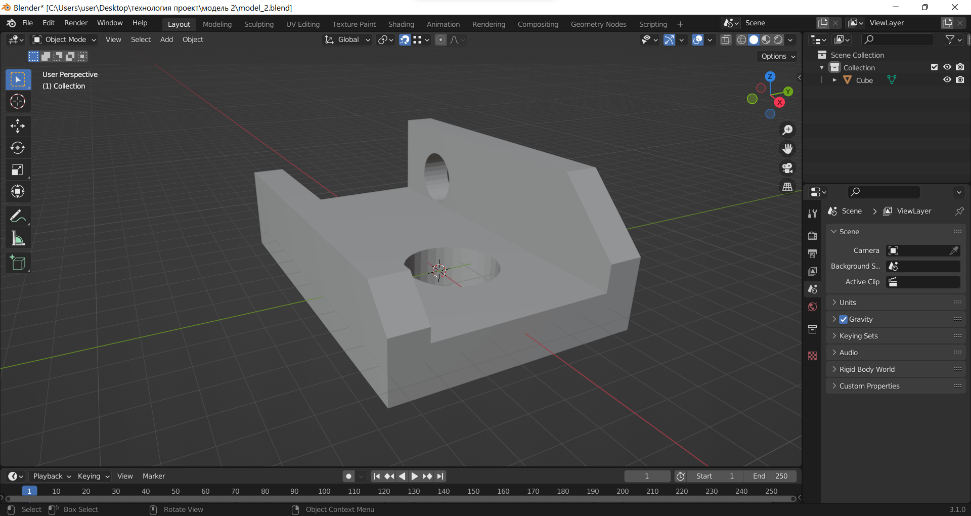 Blender* [C:\Users\user\Desktop\технология проект\модель 2\model_2.blend]
File Edit Render Window Help Layout Modeling Sculpting UV Editing Texture Paint Shading Animation Rendering Compositing Geometry Nodes Scripting + Scene ViewLayer
Object Mode View Select Add Object Global
Options
User Perspective
(1) Collection
Z
Y
X
Scene Collection
Collection
Cube
Scene > ViewLayer
Scene
Camera
Background S...
Active Clip
Units
Gravity
Keying Sets
Audio
Rigid Body World
Custom Properties
Playback Keying View Marker 1 Start 1 End 250
1 10 20 30 40 50 60 70 80 90 100 110 120 130 140 150 160 170 180 190 200 210 220 230 240 250
Select Box Select Rotate View Object Context Menu 3.1.0